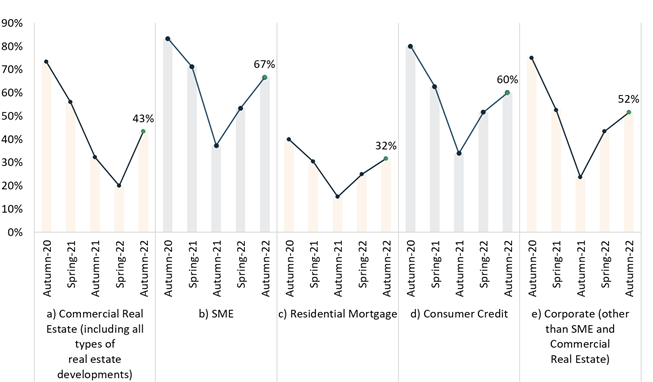 90%
80%
70%
60%
50%
40%
30%
20%
10%
0%
43%
67%
32%
60%
52%
Autumn-20
Spring-21
Autumn-21
Spring-22
Autumn-22
Autumn-20
Spring-21
Autumn-21
Spring-22
Autumn-22
Autumn-20
Spring-21
Autumn-21
Spring-22
Autumn-22
Autumn-20
Spring-21
Autumn-21
Spring-22
Autumn-22
Autumn-20
Spring-21
Autumn-21
Spring-22
Autumn-22
a) Commercial Real
Estate (including all
types of
real estate
developments)
b) SME
c) Residential Mortgage
d) Consumer Credit
e) Corporate (other
than SME and
Commercial
Real Estate)